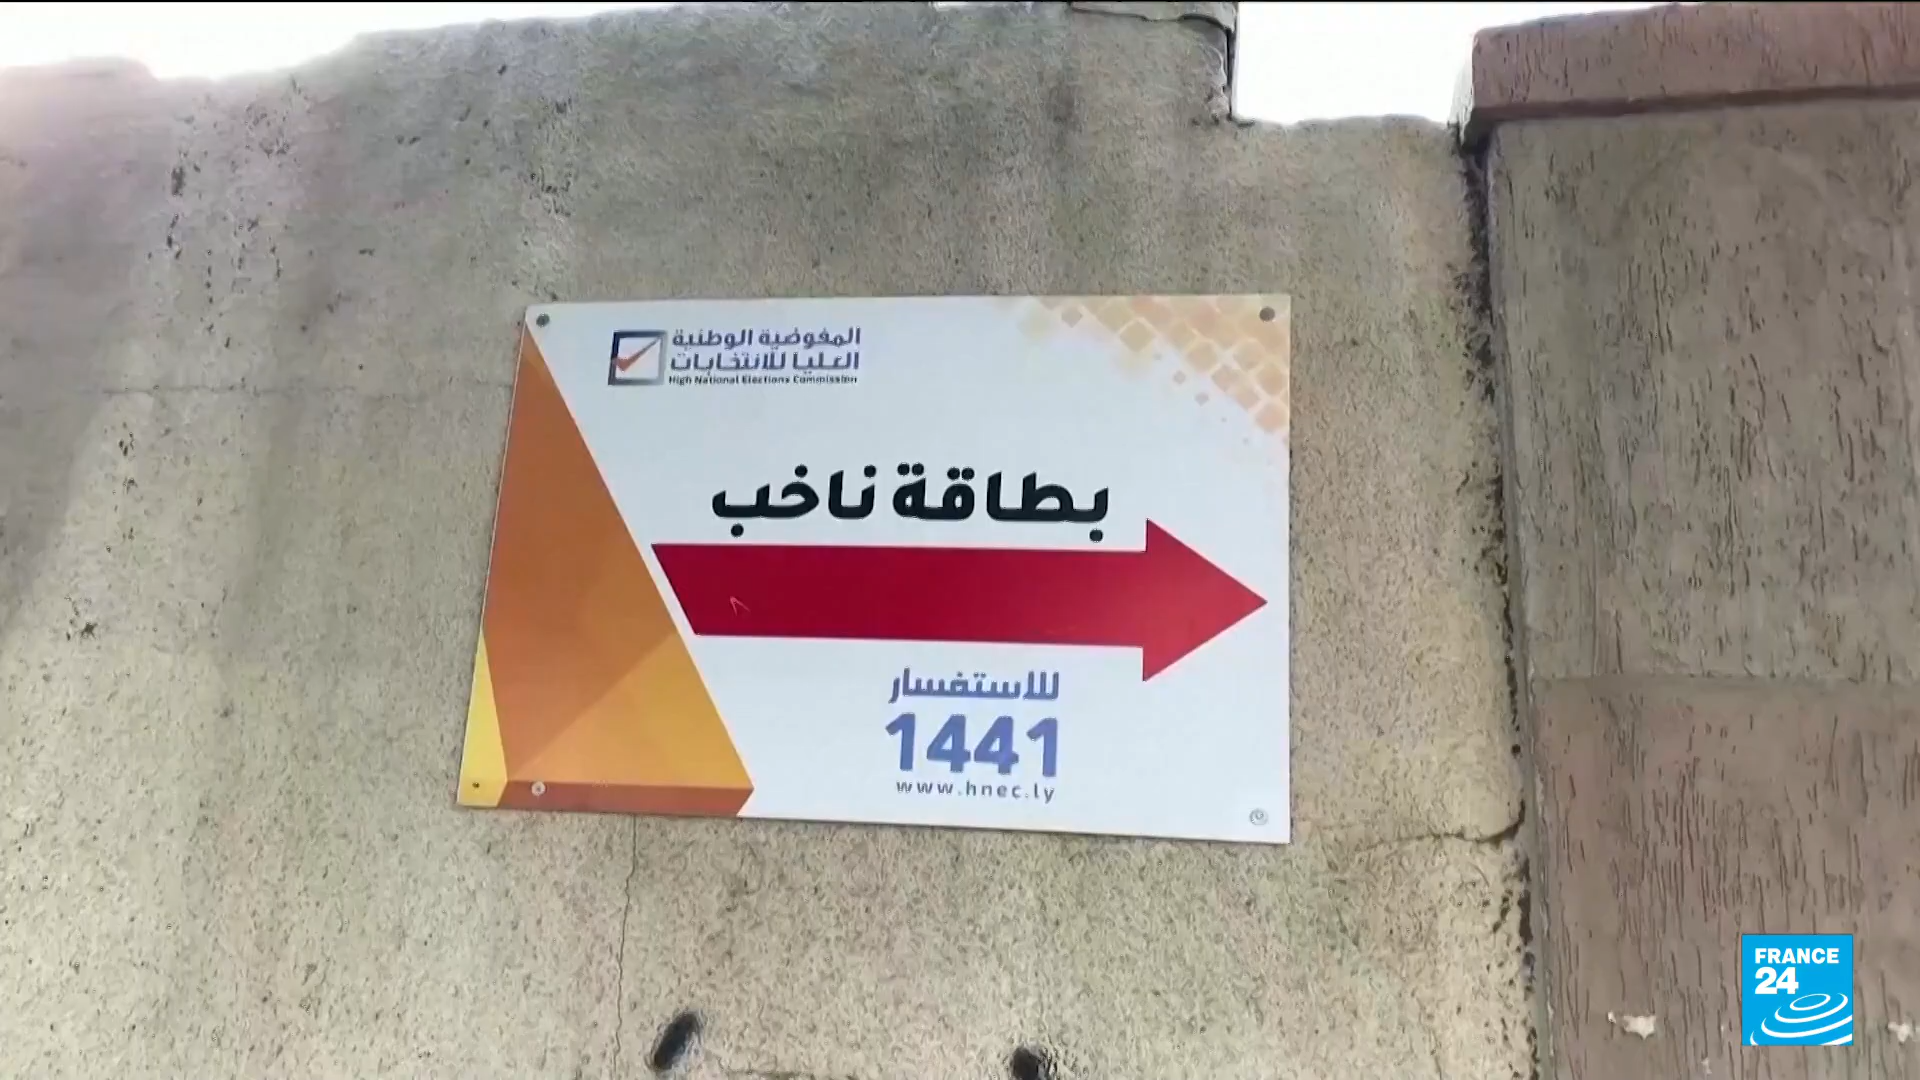 المفوضية الوطنية
العليا للانتخابات
High National Elections Commission
بطاقة ناخب
للاستفسار
1441
www.hnec.ly
FRANCE
24